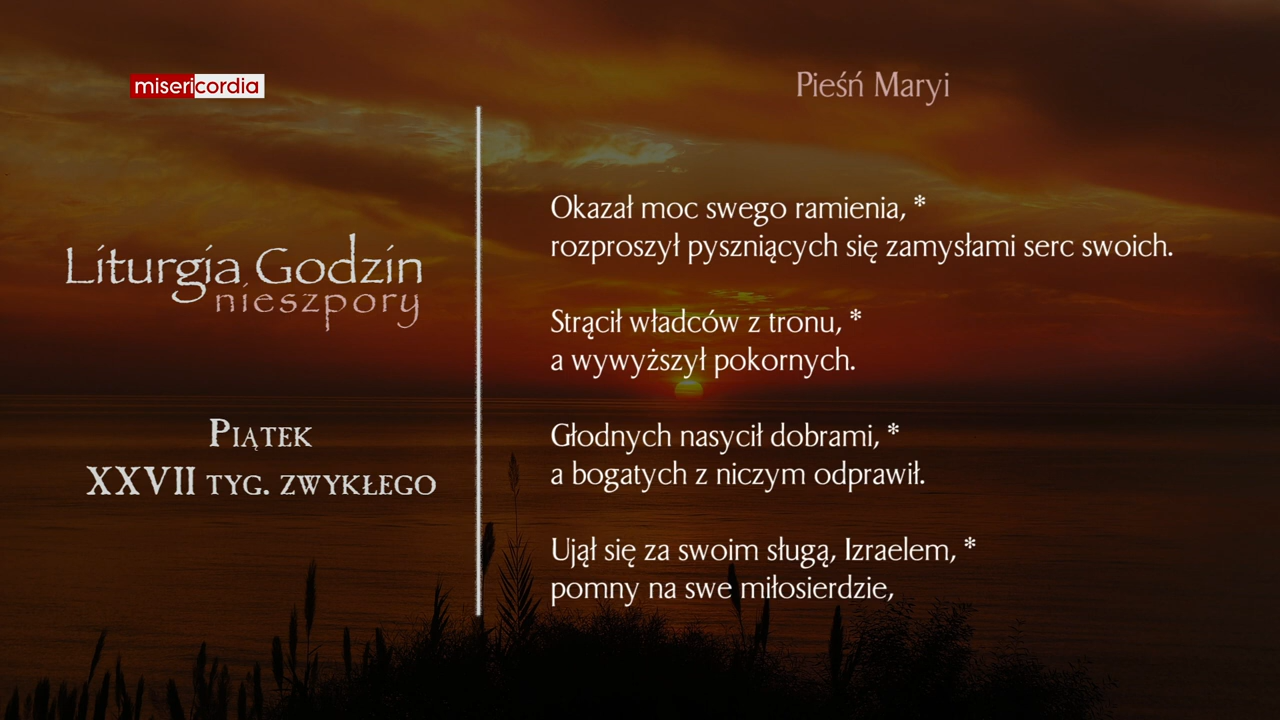 misericordia
Pieśń Maryi
Liturgia Godzin
nieszpory
Piątek
XXVII tyg. zwykłego
Okazał moc swego ramienia, *
rozproszył pyszniących się zamysłami serc swoich.
Strącił władców z tronu, *
a wywyższył pokornych.
Głodnych nasycił dobrami, *
a bogatych z niczym odprawił.
Ujął się za swoim sługą, Izraelem, *
pomny na swe miłosierdzie,